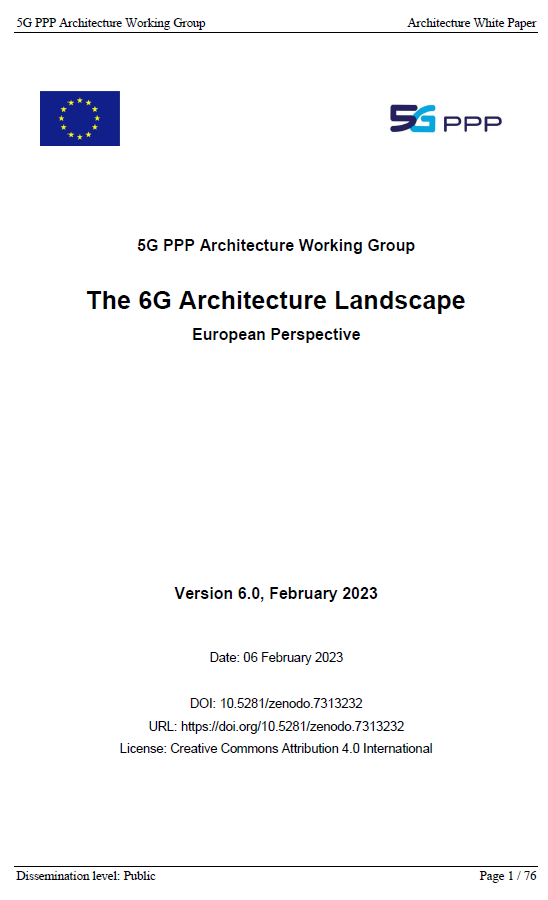 5G PPP Architecture Working Group Architecture White Paper
5G PPP
5G PPP Architecture Working Group
The 6G Architecture Landscape
European Perspective
Version 6.0, February 2023
Date: 06 February 2023
DOI: 10.5281/zenodo.7313232
URL: https://doi.org/10.5281/zenodo.7313232
License: Creative Commons Attribution 4.0 International
Dissemination level: Public Page 1 / 76